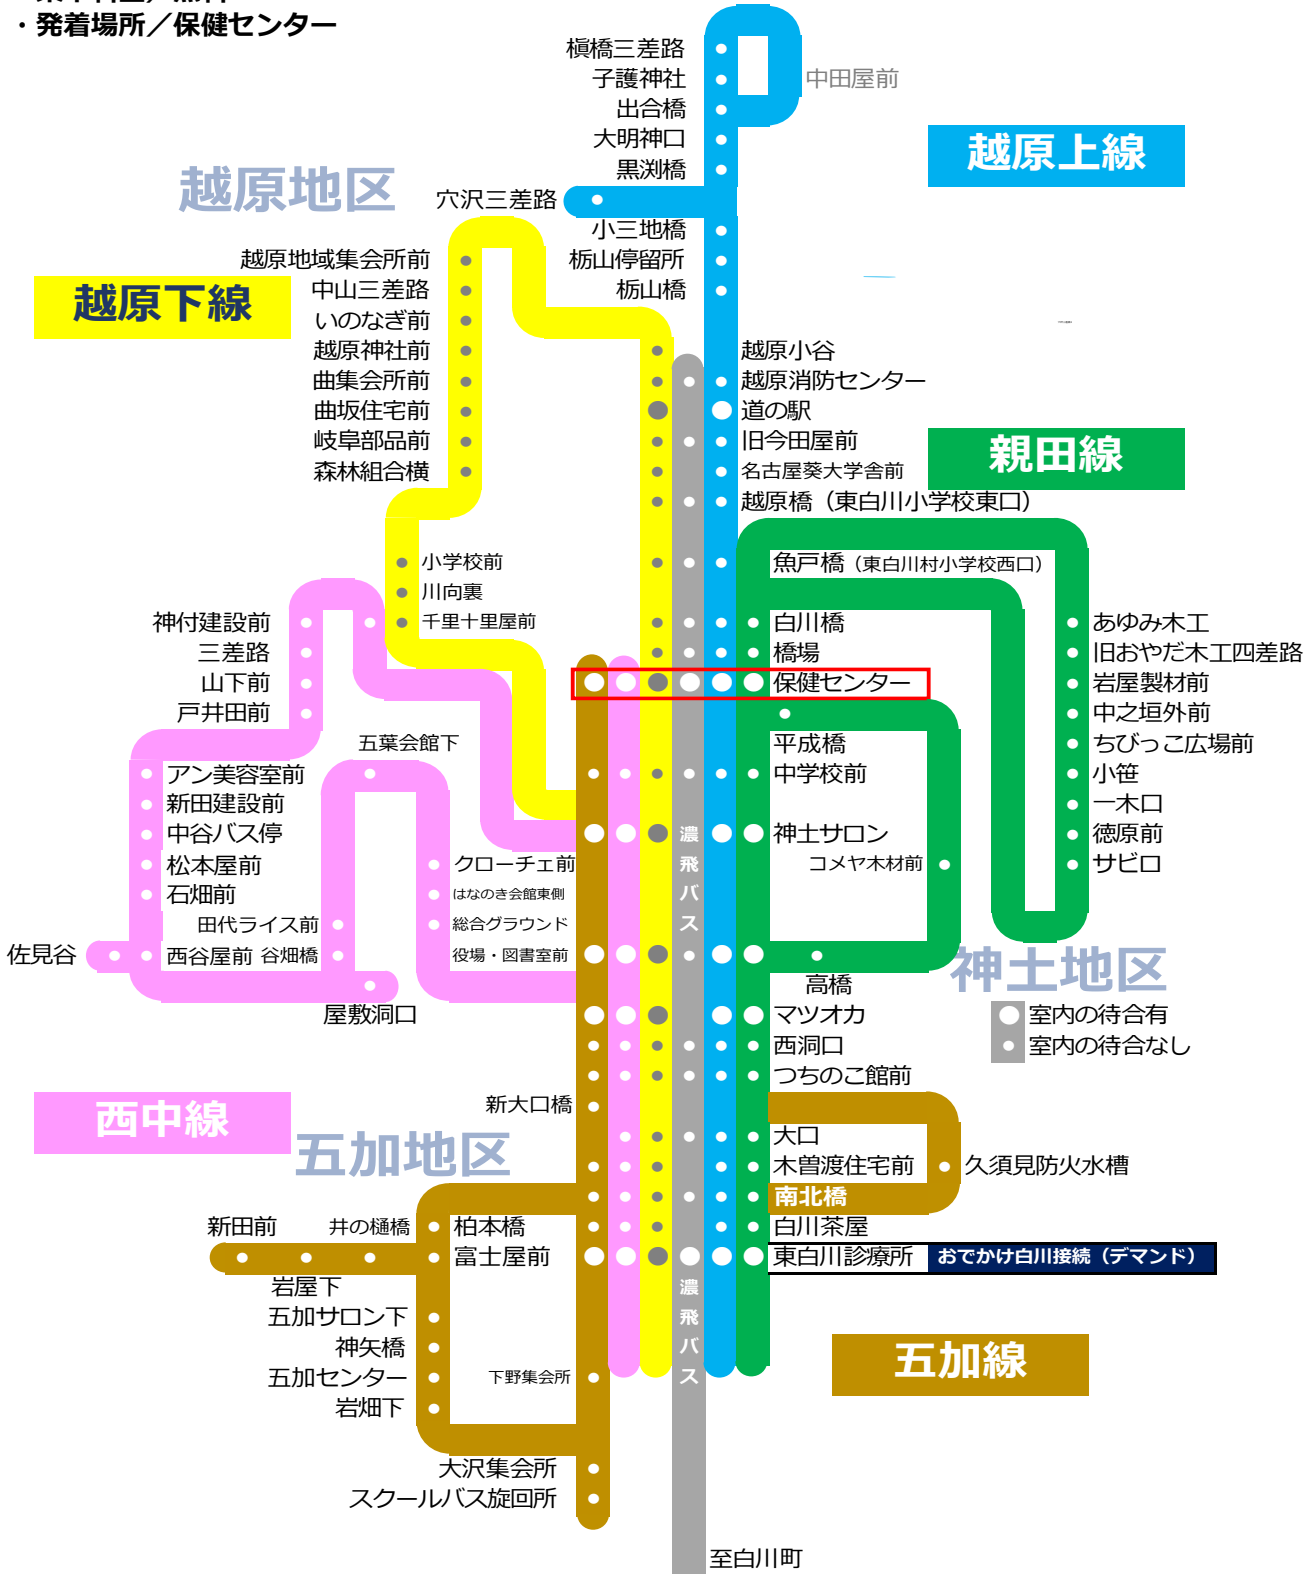 ・発着場所／保健センター
槇橋三差路
子護神社
中田屋前
出合橋
大明神口
黒渕橋
越原上線
越原地区
穴沢三差路
小三地橋
越原地域集会所前
栃山停留所
中山三差路
栃山橋
越原下線
いのなぎ前
越原神社前
越原小谷
曲集会所前
越原消防センター
曲坂住宅前
道の駅
岐阜部品前
旧今田屋前
親田線
森林組合横
名古屋葵大学舎前
越原橋（東白川小学校東口）
小学校前
魚戸橋（東白川村小学校西口）
川向裏
神付建設前
千里十里屋前
白川橋
あゆみ木工
三差路
橋場
旧おやだ木工四差路
山下前
保健センター
岩屋製材前
戸井田前
中之垣外前
五葉会館下
平成橋
ちびっこ広場前
アン美容室前
中学校前
小笹
新田建設前
一木口
中谷バス停
濃飛バス
神土サロン
徳原前
松本屋前
クローチェ前
コメヤ木材前
サビロ
石畑前
はなのき会館東側
田代ライス前
総合グラウンド
佐見谷
西谷屋前
谷畑橋
役場・図書室前
神土地区
高橋
屋敷洞口
マツオカ
室内の待合有
西洞口
室内の待合なし
つちのこ館前
西中線
新大口橋
五加地区
大口
木曽渡住宅前
久須見防火水槽
南北橋
新田前
井の樋橋
柏本橋
白川茶屋
富士屋前
東白川診療所
おでかけ白川接続（デマンド）
岩屋下
濃飛バス
五加サロン下
神矢橋
五加線
五加センター
下野集会所
岩畑下
大沢集会所
スクールバス旋回所
至白川町